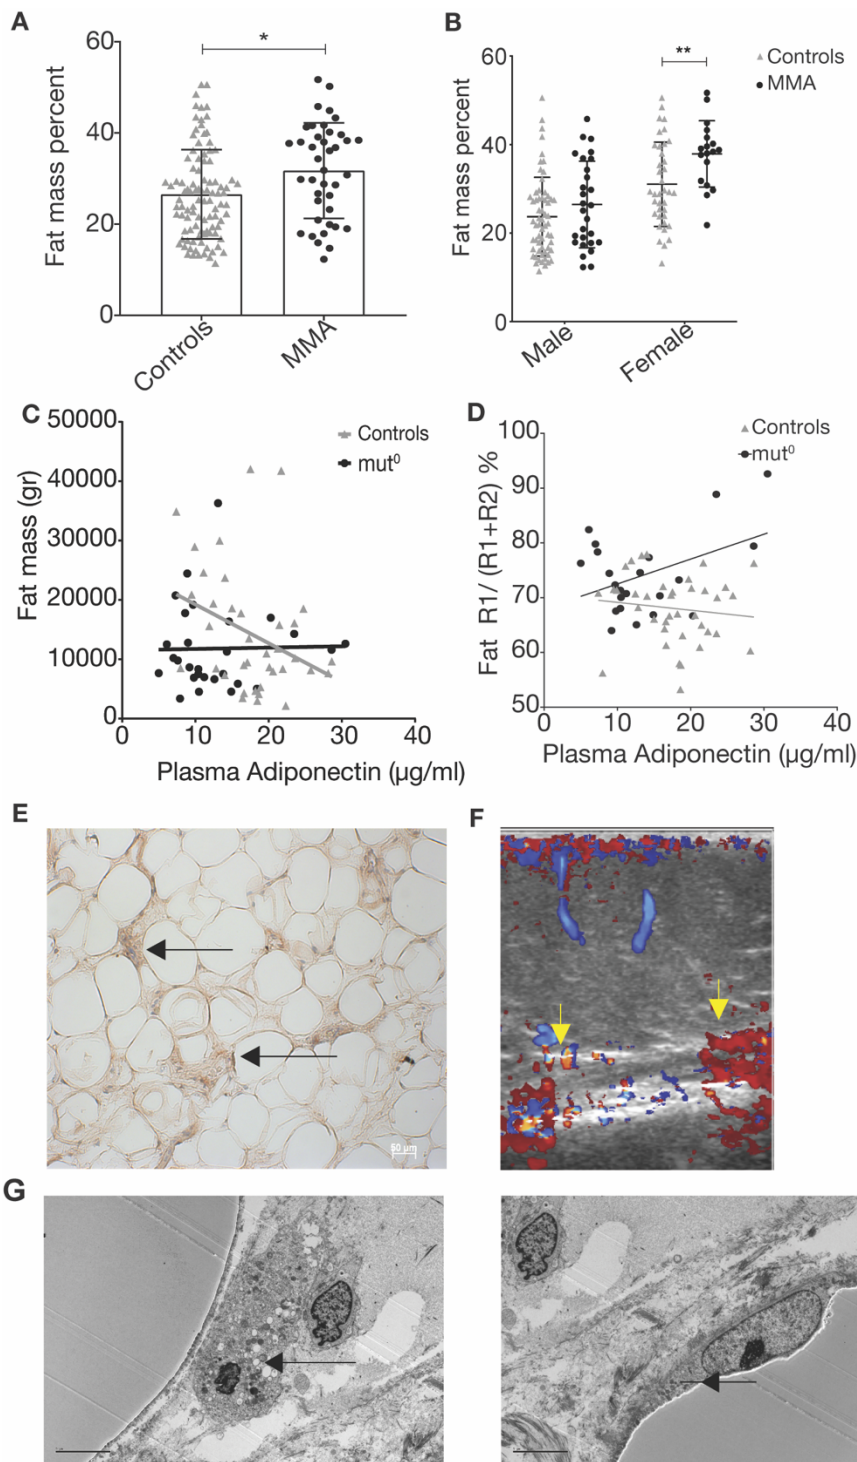 A
Fat mass percent
60
40
20
0
*
Controls
MMA
B
Fat mass percent
60
40
20
0
**
Controls
MMA
Male
Female
C
Fat mass (gr)
50000
40000
30000
20000
10000
0
Controls
mut⁰
0 10 20 30 40
Plasma Adiponectin (µg/ml)
D
Fat R1/ (R1+R2) %
100
90
80
70
60
50
Controls
mut⁰
0 10 20 30 40
Plasma Adiponectin (µg/ml)
E
50 µm
F
G